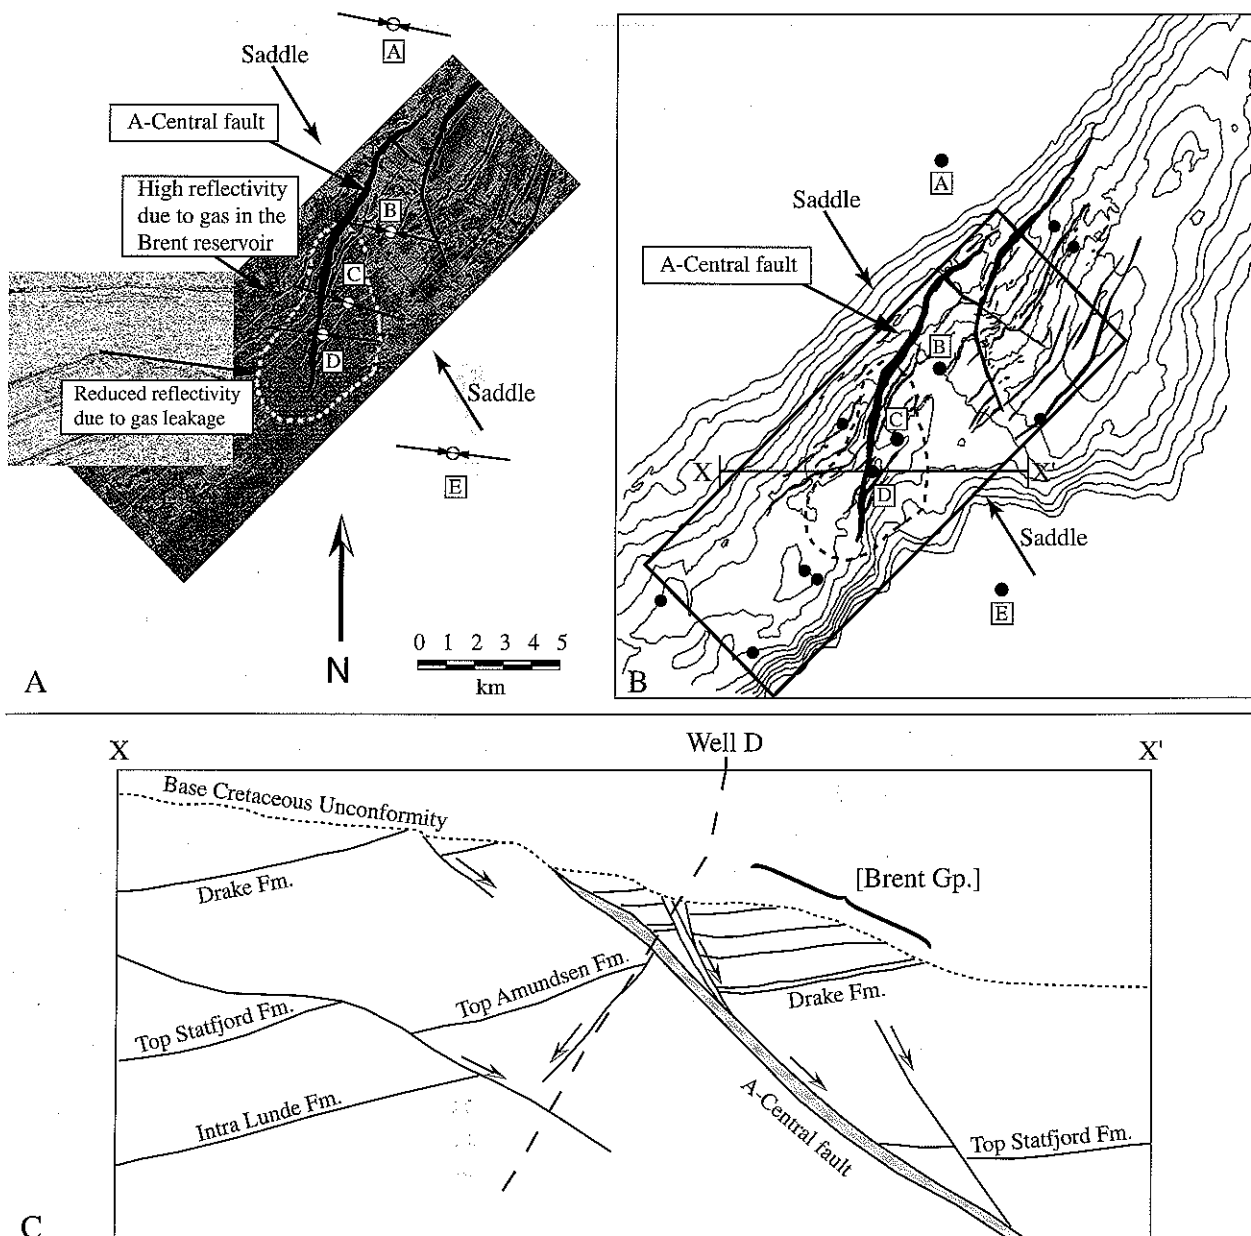 A
Saddle
A-Central fault
High reflectivity
due to gas in the
Brent reservoir
B
C
D
Reduced reflectivity
due to gas leakage
Saddle
E
N
0 1 2 3 4 5
km
A
A
Saddle
A-Central fault
B
C
X
X'
D
Saddle
E
B
X
Well D
X'
Base Cretaceous Unconformity
[Brent Gp.]
Drake Fm.
Top Amundsen Fm.
Drake Fm.
Top Statfjord Fm.
Intra Lunde Fm.
A-Central fault
Top Statfjord Fm.
C